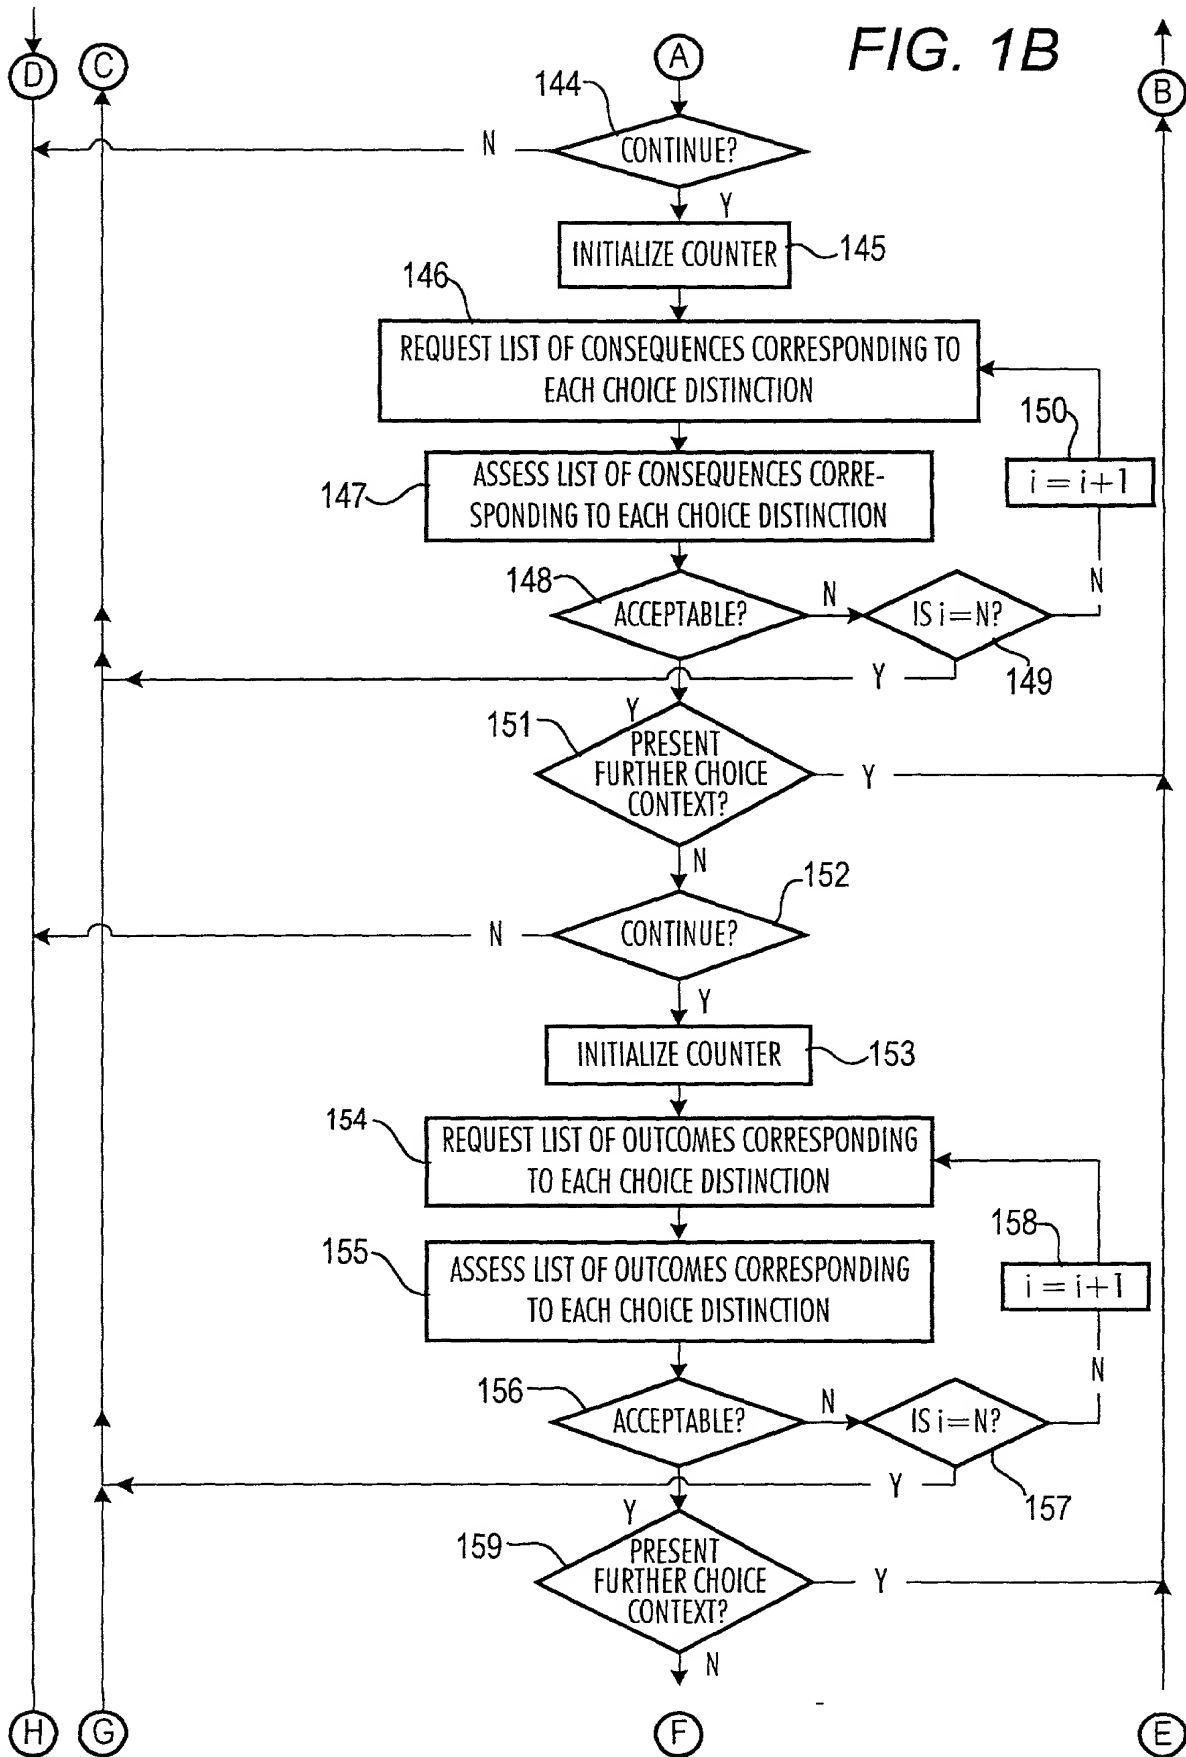 FIG. 1B
D
C
A
B
144
CONTINUE?
N
Y
INITIALIZE COUNTER
145
146
REQUEST LIST OF CONSEQUENCES CORRESPONDING TO
EACH CHOICE DISTINCTION
150
i = i+1
147
ASSESS LIST OF CONSEQUENCES CORRE-
SPONDING TO EACH CHOICE DISTINCTION
N
148
ACCEPTABLE?
N
IS i=N?
149
Y
Y
151
PRESENT
FURTHER CHOICE
CONTEXT?
Y
N
152
CONTINUE?
N
Y
INITIALIZE COUNTER
153
154
REQUEST LIST OF OUTCOMES CORRESPONDING
TO EACH CHOICE DISTINCTION
158
i = i+1
155
ASSESS LIST OF OUTCOMES CORRESPONDING
TO EACH CHOICE DISTINCTION
N
156
ACCEPTABLE?
N
IS i=N?
157
Y
Y
159
PRESENT
FURTHER CHOICE
CONTEXT?
Y
N
H
G
F
E